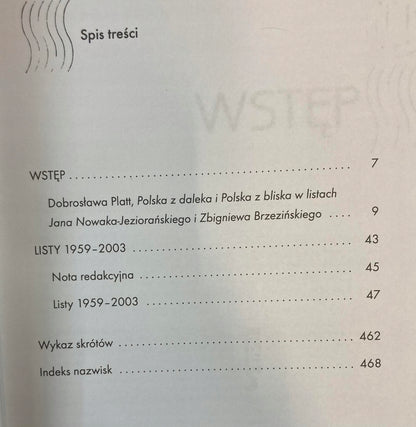 Spis treści
WSTĘP
WSTĘP . . . . . . . . . . . . . . . . . . . . . . . . . . . . . . . . . . . . . . . . . . . . 7
Dobrosława Platt, Polska z daleka i Polska z bliska w listach
Jana Nowaka-Jeziorańskiego i Zbigniewa Brzezińskiego . . . . 9
LISTY 1959–2003 . . . . . . . . . . . . . . . . . . . . . . . . . . . . . . . . . . 43
Nota redakcyjna . . . . . . . . . . . . . . . . . . . . . . . . . . . . . . . . . 45
Listy 1959–2003 . . . . . . . . . . . . . . . . . . . . . . . . . . . . . . . . 47
Wykaz skrótów . . . . . . . . . . . . . . . . . . . . . . . . . . . . . . . . . . . . 462
Indeks nazwisk . . . . . . . . . . . . . . . . . . . . . . . . . . . . . . . . . . . . 468